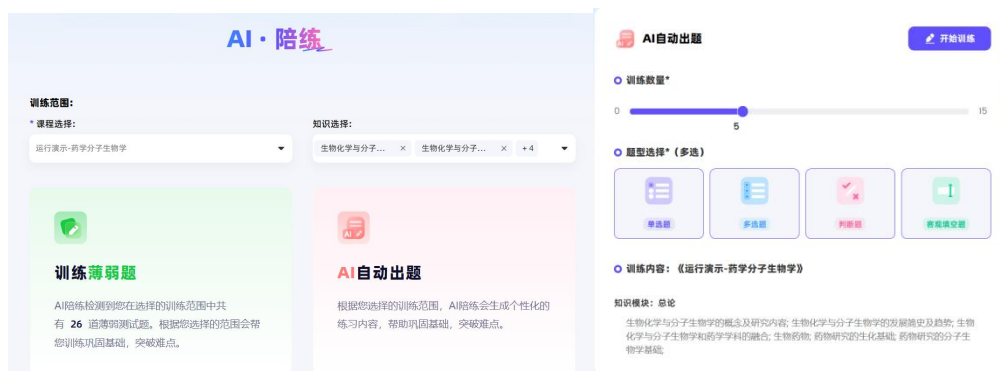 AI · 陪练
训练范围:
* 课程选择:
运行演示-药学分子生物学
知识选择:
生物化学与分子... ×
生物化学与分子... ×
+ 4
训练薄弱题
AI陪练检测到您在选择的训练范围中共
有 26 道薄弱测试题。根据您选择的范围会帮
您训练巩固基础，突破难点。
AI
AI自动出题
根据您选择的训练范围，AI陪练会生成个性化的
练习内容，帮助巩固基础，突破难点。
AI自动出题
开始训练
训练数量*
0
15
5
题型选择*（多选）
单选题
多选题
判断题
客观填空题
训练内容：《运行演示-药学分子生物学》
知识模块：总论
生物化学与分子生物学的概念及研究内容; 生物化学与分子生物学的发展简史及趋势; 生物
化学与分子生物学和药学学科的融合; 生物药物; 药物研究的生化基础; 药物研究的分子生
物学基础;